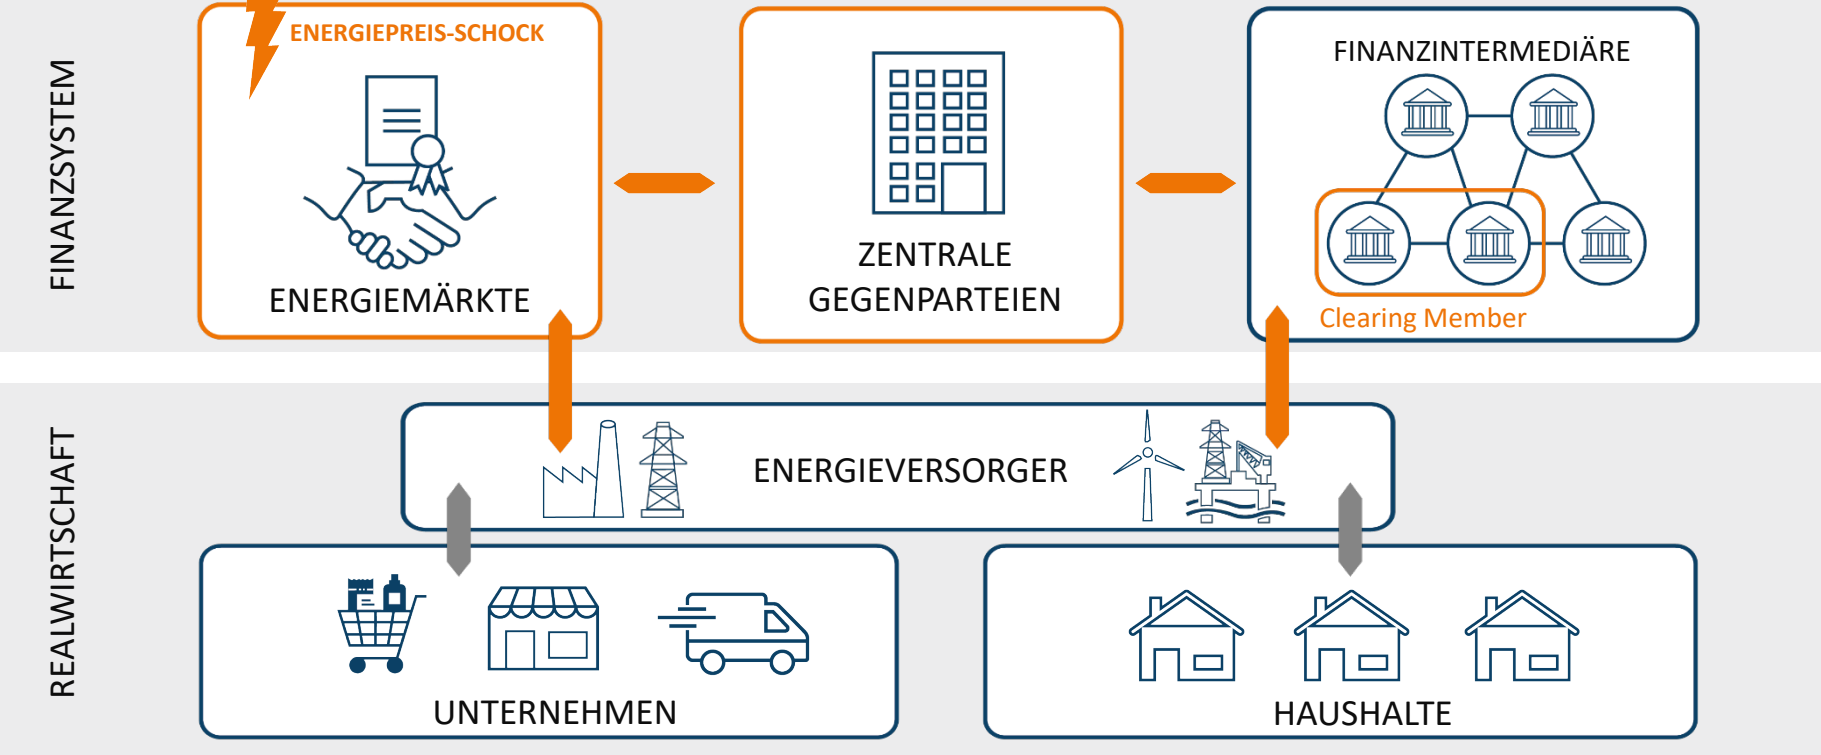 FINANZSYSTEM
ENERGIEPREIS-SCHOCK
ENERGIEMÄRKTE
ZENTRALE
GEGENPARTEIEN
FINANZINTERMEDIÄRE
Clearing Member
REALWIRTSCHAFT
ENERGIEVERSORGER
UNTERNEHMEN
HAUSHALTE